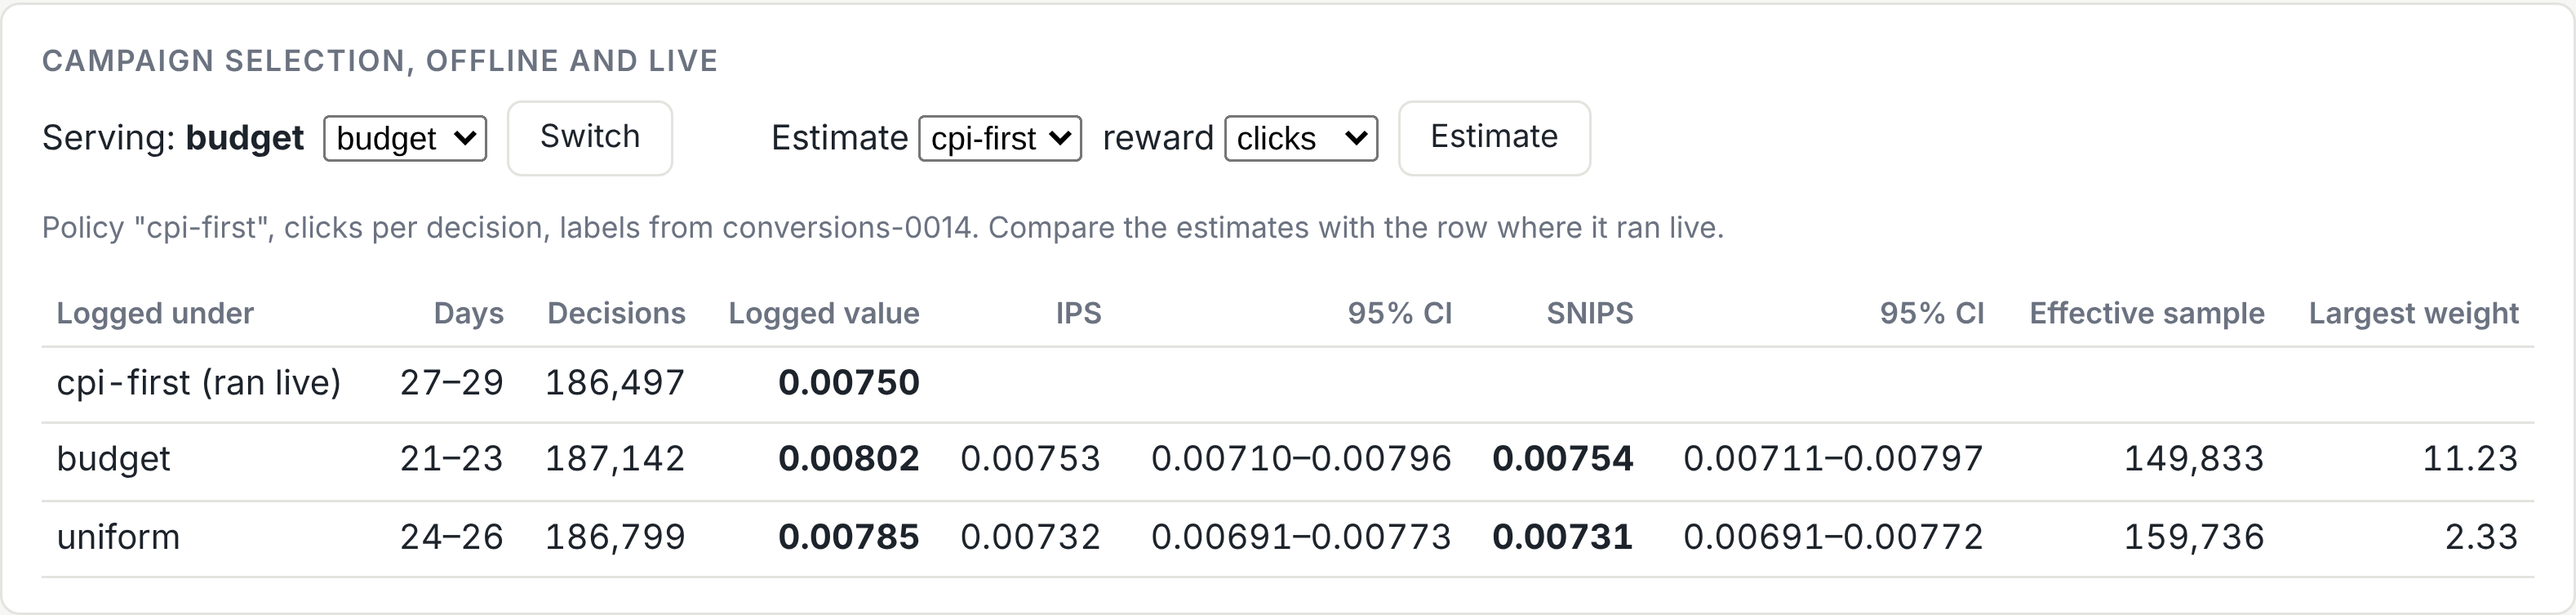 CAMPAIGN SELECTION, OFFLINE AND LIVE
Serving: budget budget Switch Estimate cpi-first reward clicks Estimate
Policy "cpi-first", clicks per decision, labels from conversions-0014. Compare the estimates with the row where it ran live.
Logged under Days Decisions Logged value IPS 95% CI SNIPS 95% CI Effective sample Largest weight
cpi-first (ran live) 27–29 186,497 0.00750
budget 21–23 187,142 0.00802 0.00753 0.00710–0.00796 0.00754 0.00711–0.00797 149,833 11.23
uniform 24–26 186,799 0.00785 0.00732 0.00691–0.00773 0.00731 0.00691–0.00772 159,736 2.33